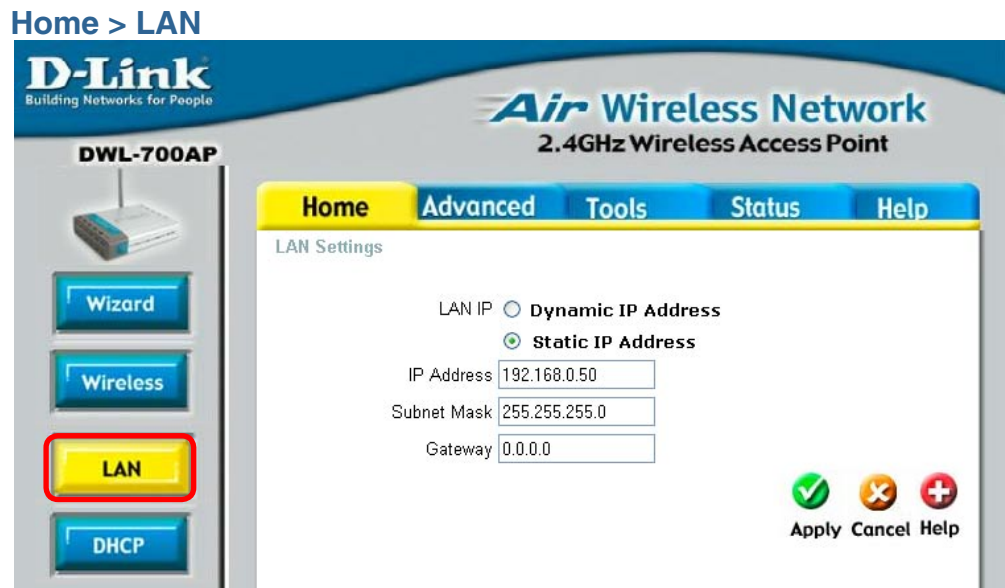 Home > LAN
D-Link
Building Networks for People
Air Wireless Network
2.4GHz Wireless Access Point
DWL-700AP
Home Advanced Tools Status Help
LAN Settings
Wizard
LAN IP Dynamic IP Address
Static IP Address
Wireless
IP Address 192.168.0.50
Subnet Mask 255.255.255.0
Gateway 0.0.0.0
LAN
Apply Cancel Help
DHCP